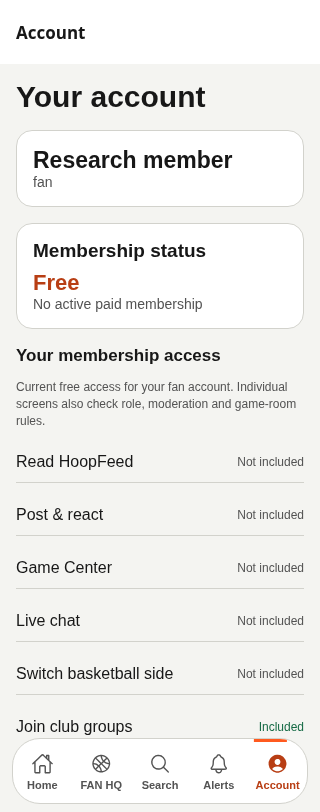 Account
Your account
Research member
fan
Membership status
Free
No active paid membership
Your membership access
Current free access for your fan account. Individual
screens also check role, moderation and game-room
rules.
Read HoopFeed Not included
Post & react Not included
Game Center Not included
Live chat Not included
Switch basketball side Not included
Join club groups Included
Home FAN HQ Search Alerts Account